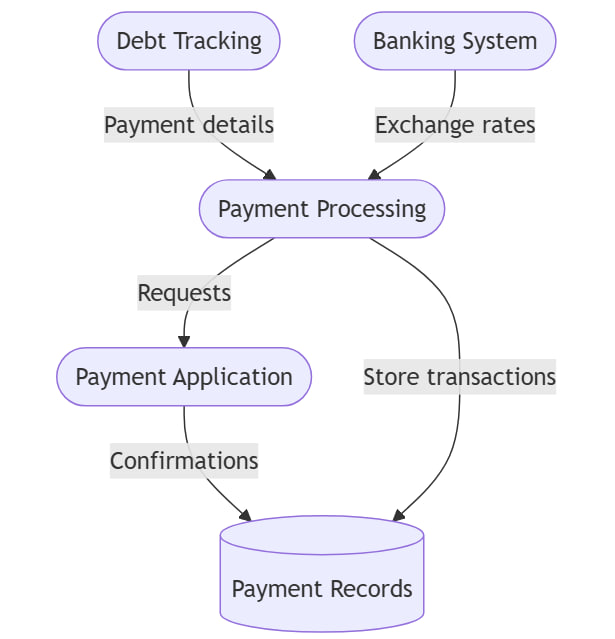 Debt Tracking
Banking System
Payment details
Exchange rates
Payment Processing
Requests
Payment Application
Store transactions
Confirmations
Payment Records